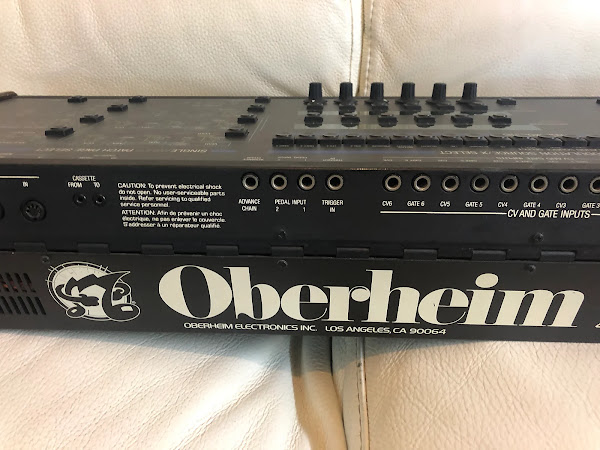 SINGLE
IN
CASSETTE
FROM TO
CAUTION: To prevent electrical shock
do not open. No user-serviceable parts
inside. Refer servicing to qualified
service personnel.
ATTENTION: Afin de prévenir un choc
électrique, ne pas enlever le couvercle.
S'addresser à un réparateur qualifié.
ADVANCE
CHAIN
PEDAL INPUT
2 1
TRIGGER
IN
CV6 GATE 6 CV5 GATE 5 CV4 GATE 4 CV3 GATE 3
CV AND GATE INPUTS
Oberheim
OBERHEIM ELECTRONICS INC. LOS ANGELES, CA 90064